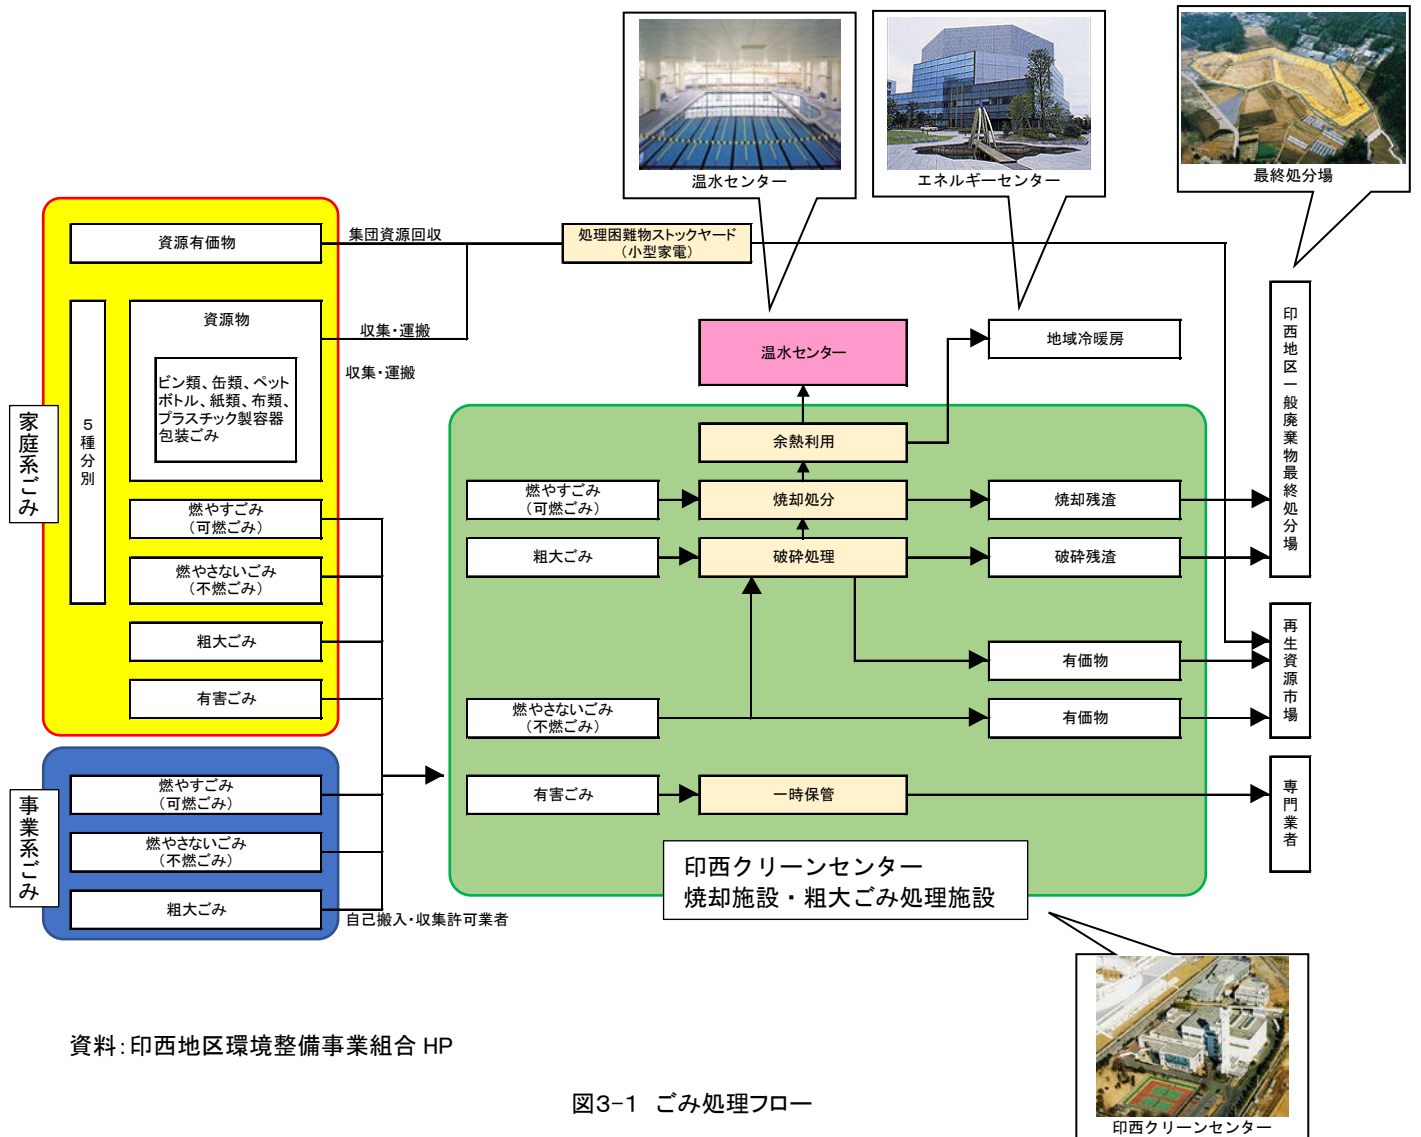 温水センター
エネルギーセンター
最終処分場
資源有価物
集団資源回収
処理困難物ストックヤード
（小型家電）
家庭系ごみ
5種分別
資源物
ビン類、缶類、ペット
ボトル、紙類、布類、
プラスチック製容器
包装ごみ
収集・運搬
収集・運搬
燃やすごみ
（可燃ごみ）
燃やさないごみ
（不燃ごみ）
粗大ごみ
有害ごみ
事業系ごみ
燃やすごみ
（可燃ごみ）
燃やさないごみ
（不燃ごみ）
粗大ごみ
自己搬入・収集許可業者
温水センター
地域冷暖房
余熱利用
燃やすごみ
（可燃ごみ）
焼却処分
焼却残渣
粗大ごみ
破砕処理
破砕残渣
有価物
燃やさないごみ
（不燃ごみ）
有価物
有害ごみ
一時保管
印西クリーンセンター
焼却施設・粗大ごみ処理施設
印西地区一般廃棄物最終処分場
再生資源市場
専門業者
印西クリーンセンター
資料：印西地区環境整備事業組合 HP
図3-1 ごみ処理フロー